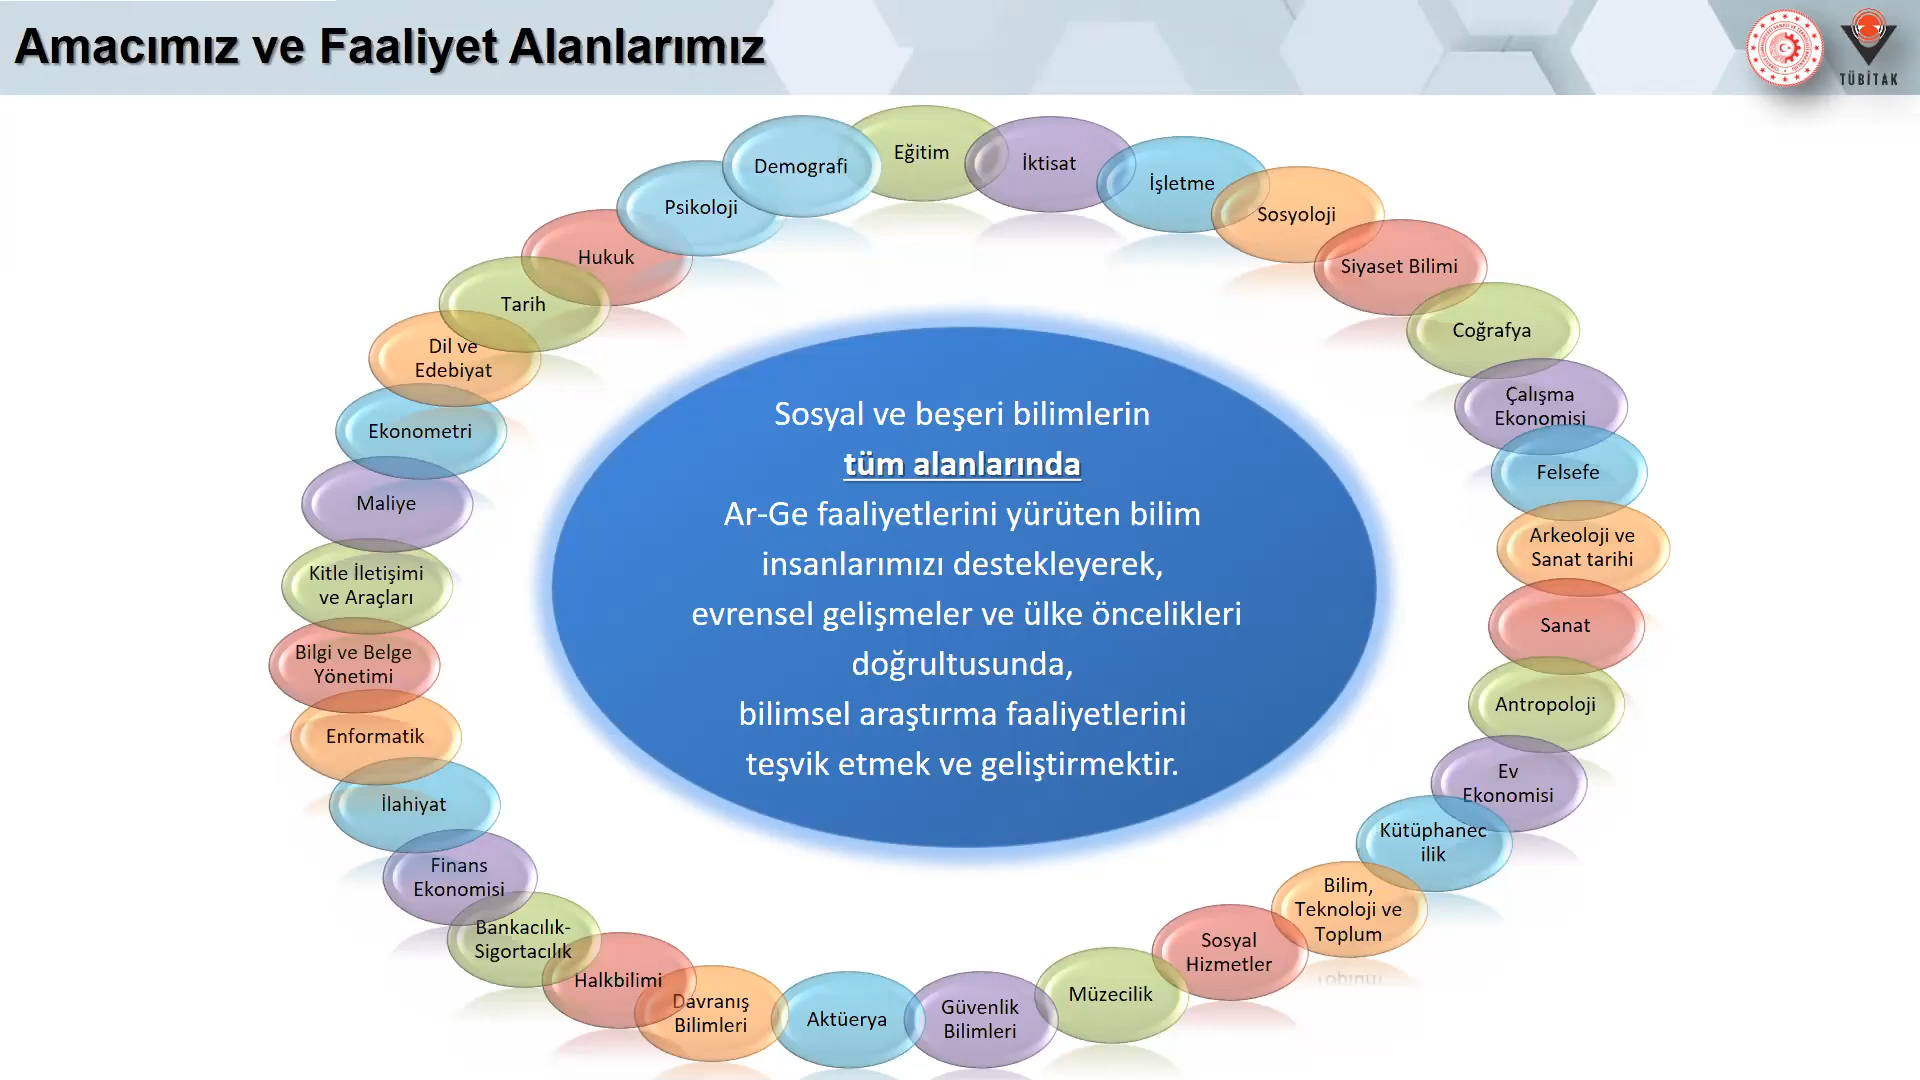 Amacımız ve Faaliyet Alanlarımız
TÜBİTAK
Eğitim
İktisat
İşletme
Sosyoloji
Siyaset Bilimi
Coğrafya
Çalışma
Ekonomisi
Felsefe
Arkeoloji ve
Sanat tarihi
Sanat
Antropoloji
Ev
Ekonomisi
Kütüphanec
ilik
Bilim,
Teknoloji ve
Toplum
Sosyal
Hizmetler
Müzecilik
Güvenlik
Bilimleri
Aktüerya
Davranış
Bilimleri
Halkbilimi
Bankacılık-
Sigortacılık
Finans
Ekonomisi
İlahiyat
Enformatik
Bilgi ve Belge
Yönetimi
Kitle İletişimi
ve Araçları
Maliye
Ekonometri
Dil ve
Edebiyat
Tarih
Hukuk
Psikoloji
Demografi
Sosyal ve beşeri bilimlerin
tüm alanlarında
Ar-Ge faaliyetlerini yürüten bilim
insanlarımızı destekleyerek,
evrensel gelişmeler ve ülke öncelikleri
doğrultusunda,
bilimsel araştırma faaliyetlerini
teşvik etmek ve geliştirmektir.